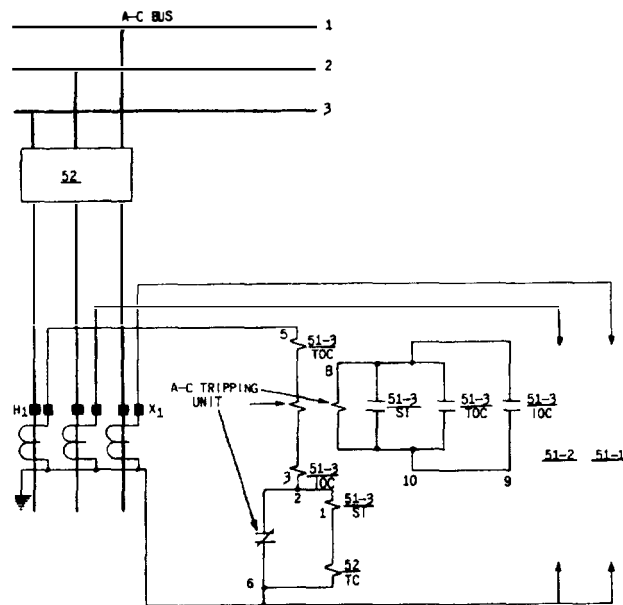 A-C BUS
1
2
3
52
5
51-3
TOC
8
A-C TRIPPING
UNIT
51-3
SI
51-3
TOC
51-3
IOC
H1
X1
3
51-3
IOC
2
10
9
51-2
51-1
1
51-3
SI
6
52
TC